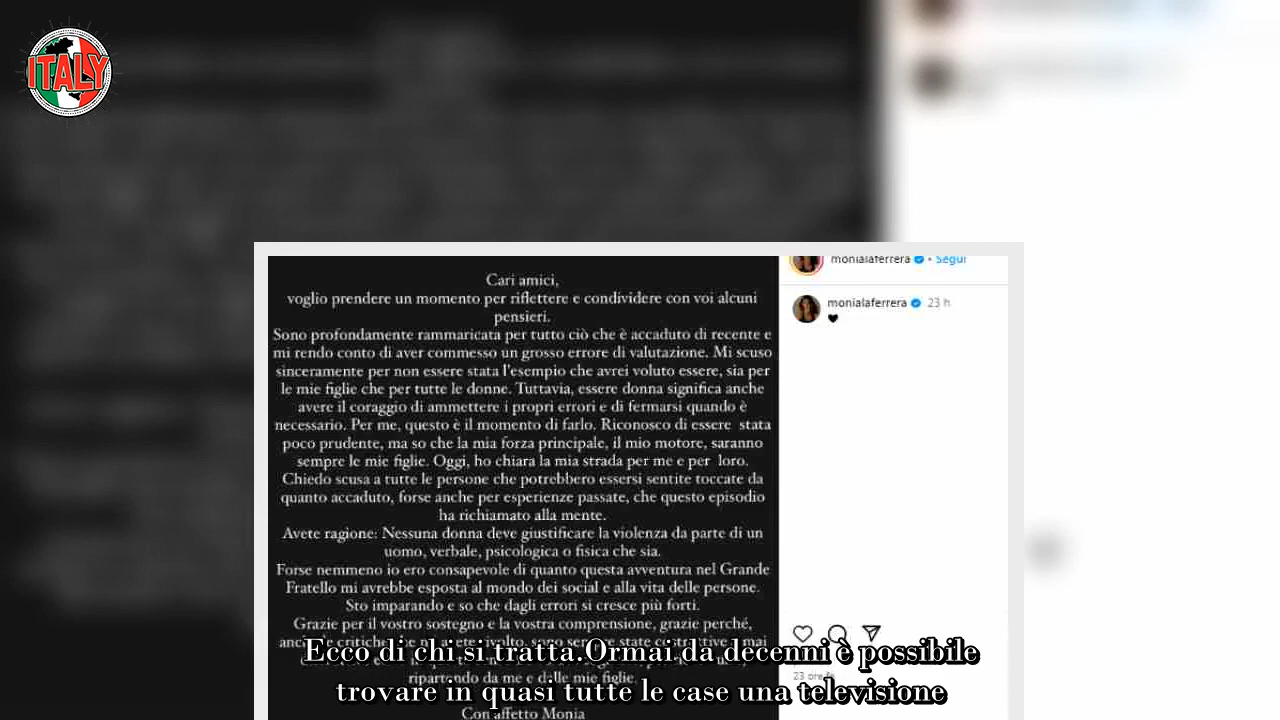 ITALY
monialaferrera • Segui
monialaferrera 23 h
Cari amici,
voglio prendere un momento per riflettere e condividere con voi alcuni
pensieri.
Sono profondamente rammaricata per tutto ciò che è accaduto di recente e
mi rendo conto di aver commesso un grosso errore di valutazione. Mi scuso
sinceramente per non essere stata l'esempio che avrei voluto essere, sia per
le mie figlie che per tutte le donne. Tuttavia, essere donna significa anche
avere il coraggio di ammettere i propri errori e di fermarsi quando è
necessario. Per me, questo è il momento di farlo. Riconosco di essere stata
poco prudente, ma so che la mia forza principale, il mio motore, saranno
sempre le mie figlie. Oggi, ho chiara la mia strada per me e per loro.
Chiedo scusa a tutte le persone che potrebbero essersi sentite toccate da
quanto accaduto, forse anche per esperienze passate, che questo episodio
ha richiamato alla mente.
Avete ragione: Nessuna donna deve giustificare la violenza da parte di un
uomo, verbale, psicologica o fisica che sia.
Forse nemmeno io ero consapevole di quanto questa avventura nel Grande
Fratello mi avrebbe esposta al mondo dei social e alla vita delle persone.
Sto imparando e so che dagli errori si cresce più forti.
Grazie per il vostro sostegno e la vostra comprensione, grazie perché,
ripartendo da me e dalle mie figlie.
Con affetto Monia
23 ore
Ecco di chi si tratta.Ormai da decenni è possibile
trovare in quasi tutte le case una televisione